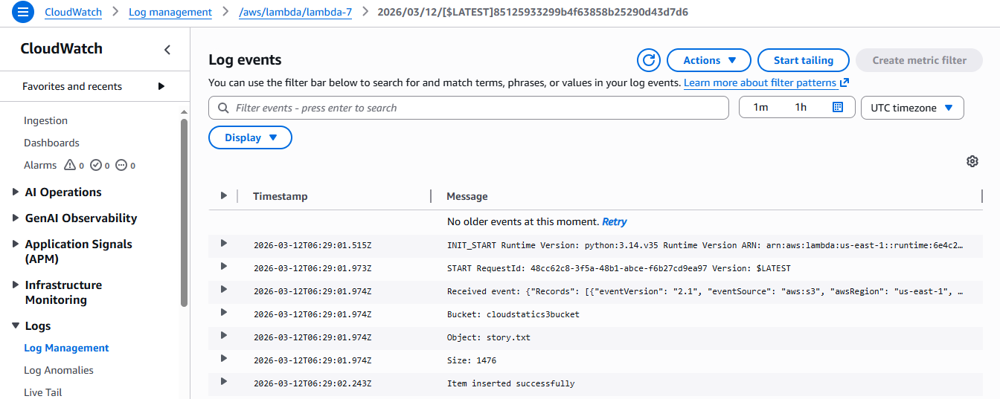 CloudWatch
Log management
/aws/lambda/lambda-7
2026/03/12/[$LATEST]85125933299b4f63858b25290d43d7d6
CloudWatch
Favorites and recents
Ingestion
Dashboards
Alarms 0 0 0
AI Operations
GenAI Observability
Application Signals
(APM)
Infrastructure
Monitoring
Logs
Log Management
Log Anomalies
Live Tail
Log events
Actions
Start tailing
Create metric filter
You can use the filter bar below to search for and match terms, phrases, or values in your log events. Learn more about filter patterns
Filter events - press enter to search
1m 1h
UTC timezone
Display
Timestamp Message
No older events at this moment. Retry
2026-03-12T06:29:01.515Z INIT_START Runtime Version: python:3.14.v35 Runtime Version ARN: arn:aws:lambda:us-east-1::runtime:6e4c2…
2026-03-12T06:29:01.973Z START RequestId: 48cc62c8-3f5a-48b1-abce-f6b27cd9ea97 Version: $LATEST
2026-03-12T06:29:01.974Z Received event: {"Records": [{"eventVersion": "2.1", "eventSource": "aws:s3", "awsRegion": "us-east-1", …
2026-03-12T06:29:01.974Z Bucket: cloudstatics3bucket
2026-03-12T06:29:01.974Z Object: story.txt
2026-03-12T06:29:01.974Z Size: 1476
2026-03-12T06:29:02.243Z Item inserted successfully